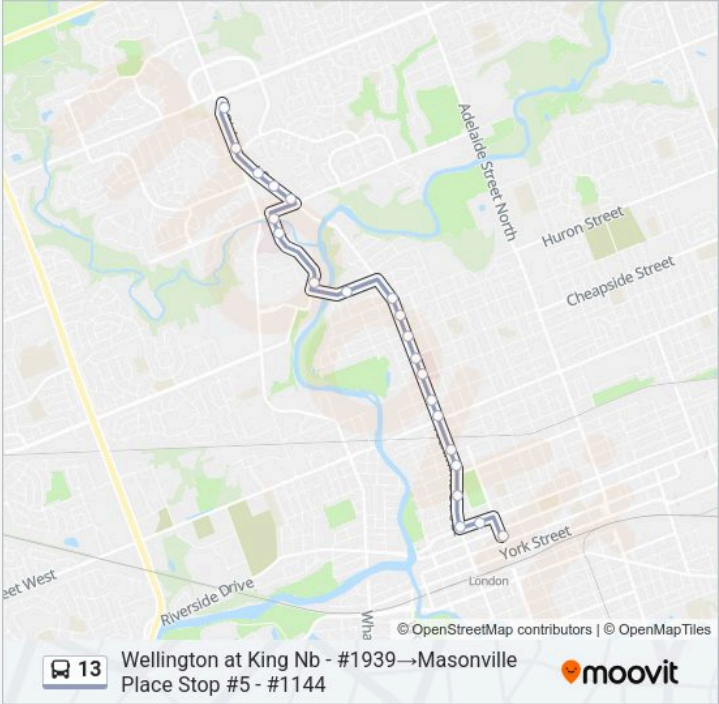 Adelaide Street North
Huron Street
Cheapside Street
York Street
London
eet West
Riverside Drive
Wha
© OpenStreetMap contributors | © OpenMapTiles
13
Wellington at King Nb - #1939→Masonville
Place Stop #5 - #1144
moovit